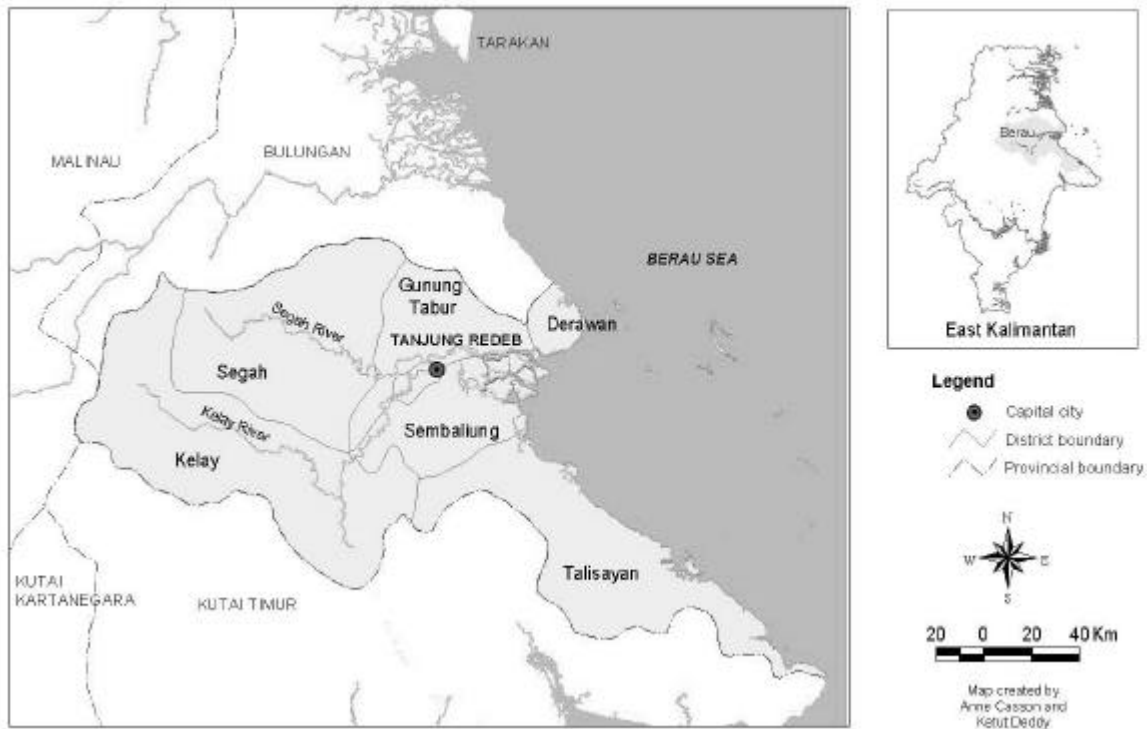 TARAKAN
MALINAU
BULUNGAN
BERAU SEA
Gunung
Tabur
Derawan
Segah River
TANJUNG REDEB
Segah
Kelay River
Sembaliung
Kelay
Talisayan
KUTAI
KARTANEGARA
KUTAI TIMUR
Berau
East Kalimantan
Legend
Capital city
District boundary
Provincial boundary
N
W
E
S
20 0 20 40 Km
Map created by
Anne Casson and
Ketut Deddy